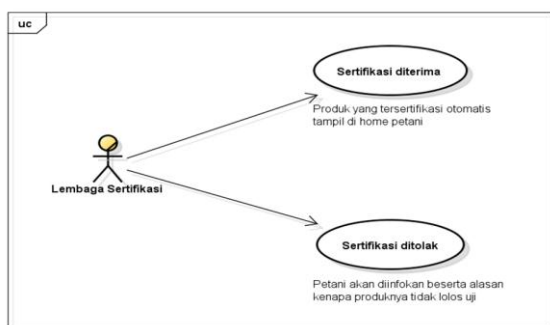 uc
Sertifikasi diterima
Produk yang tersertifikasi otomatis
tampil di home petani
Lembaga Sertifikasi
Sertifikasi ditolak
Petani akan diinfokan beserta alasan
kenapa produknya tidak lolos uji